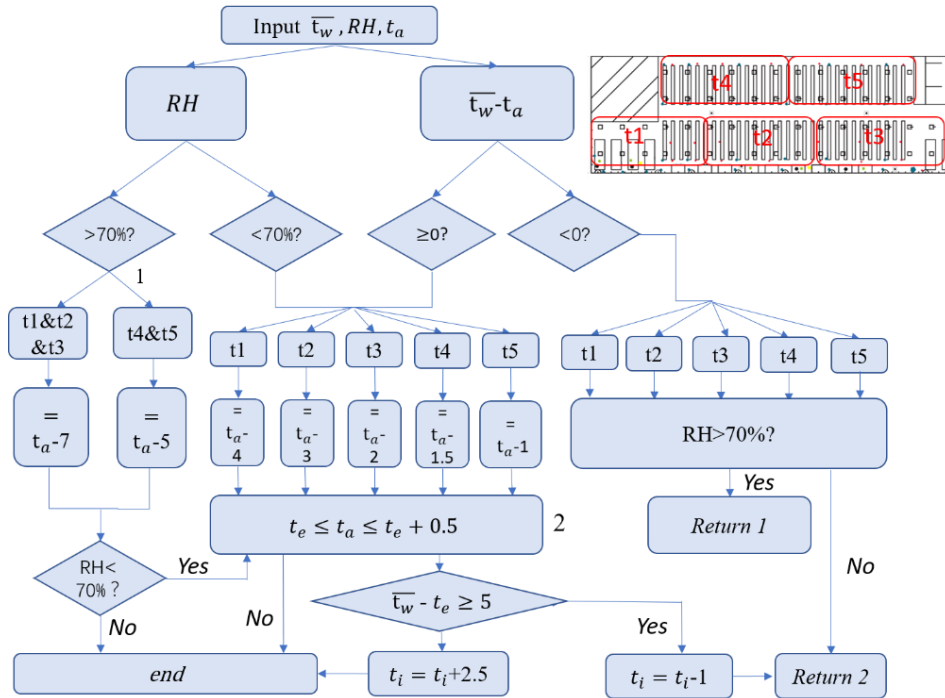 Input t̅w̅ , RH, tₐ
RH
t̅w̅-tₐ
t4
t5
t1
t2
t3
>70%?
<70%?
≥0?
<0?
1
t1&t2
&t3
t4&t5
t1
t2
t3
t4
t5
t1
t2
t3
t4
t5
=
tₐ-7
=
tₐ-5
=
tₐ-
4
=
tₐ-
3
=
tₐ-
2
=
tₐ-
1.5
=
tₐ-1
RH>70%?
tₑ ≤ tₐ ≤ tₑ + 0.5
2
Yes
Return 1
RH<
70% ?
Yes
t̅w̅ - tₑ ≥ 5
No
No
No
Yes
end
tᵢ = tᵢ+2.5
tᵢ = tᵢ-1
Return 2